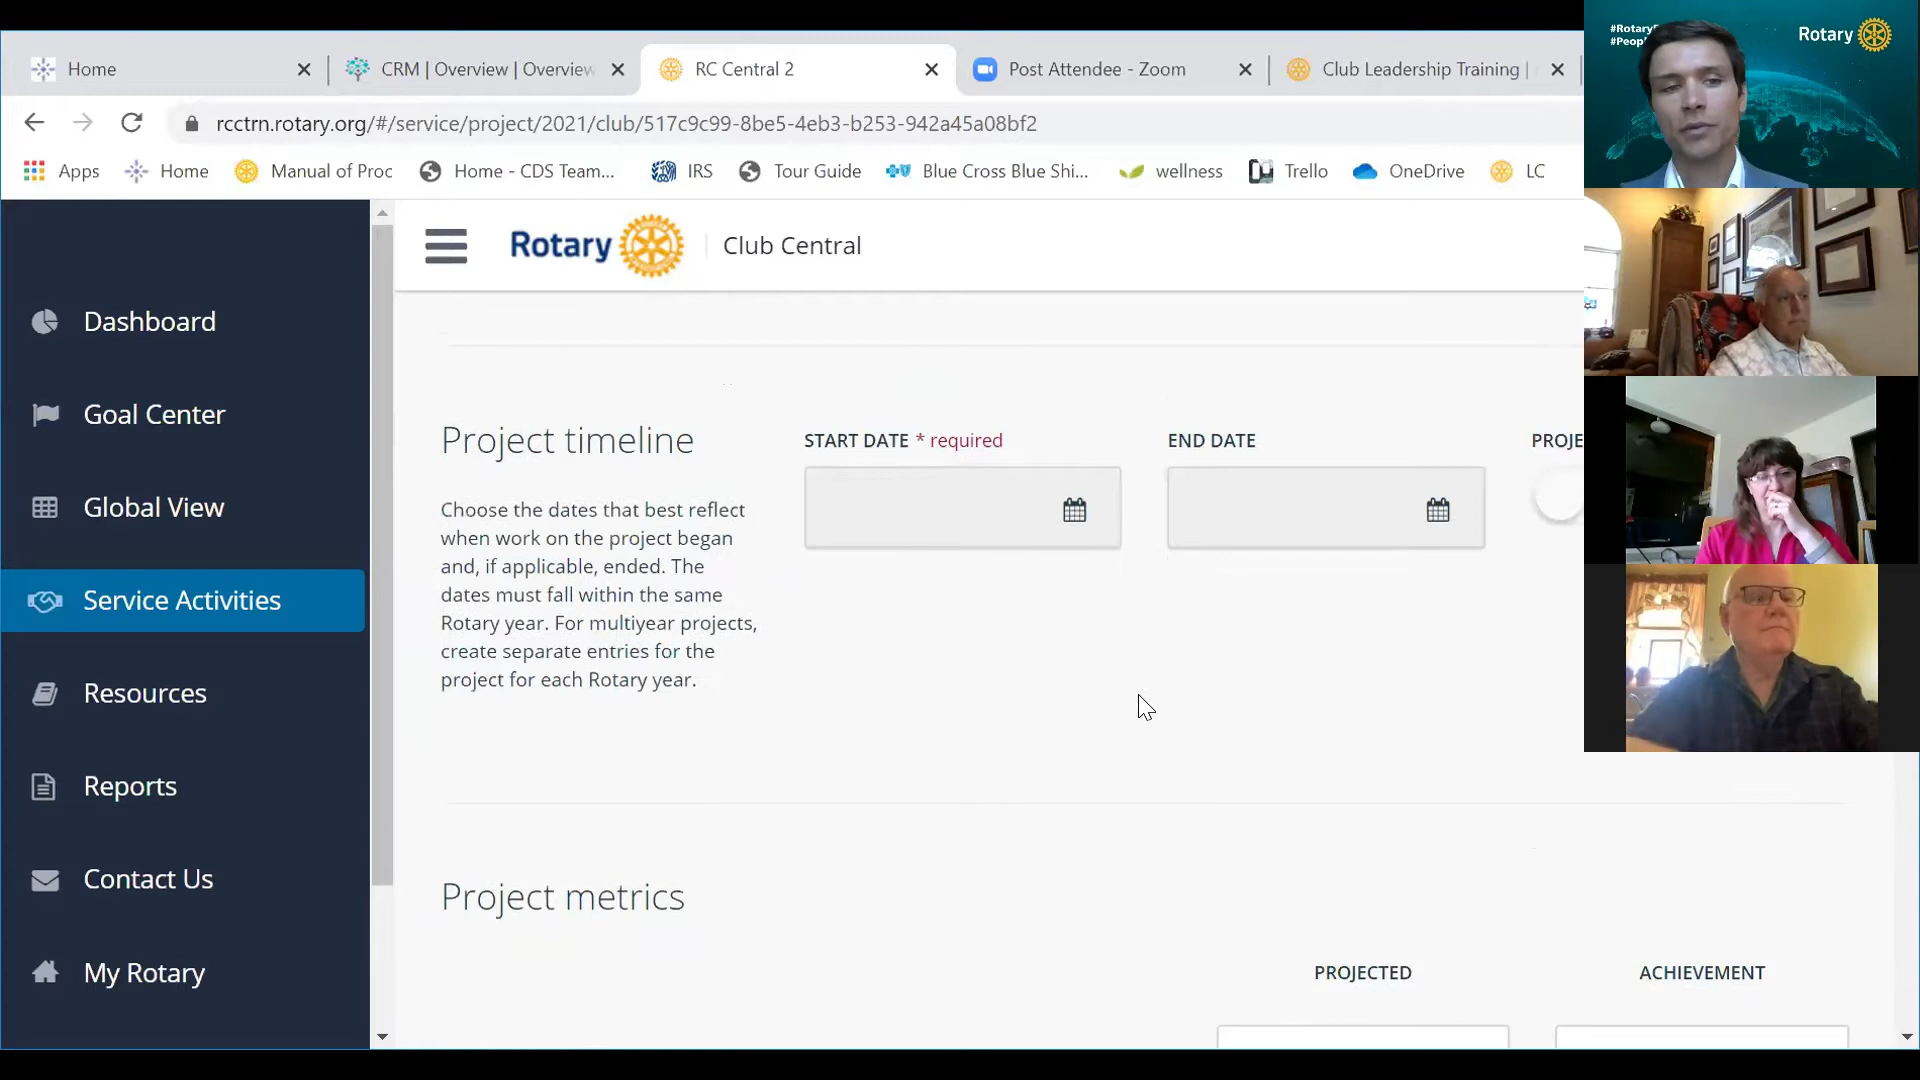 Home
CRM | Overview | Overview
RC Central 2
Post Attendee - Zoom
Club Leadership Training |
rcctrn.rotary.org/#/service/project/2021/club/517c9c99-8be5-4eb3-b253-942a45a08bf2
Apps
Home
Manual of Proc
Home - CDS Team...
IRS
Tour Guide
Blue Cross Blue Shi...
wellness
Trello
OneDrive
LC
Rotary
Club Central
Dashboard
Goal Center
Global View
Service Activities
Resources
Reports
Contact Us
My Rotary
Project timeline
Choose the dates that best reflect
when work on the project began
and, if applicable, ended. The
dates must fall within the same
Rotary year. For multiyear projects,
create separate entries for the
project for each Rotary year.
START DATE * required
END DATE
PROJE
Project metrics
PROJECTED
ACHIEVEMENT
#Rotary
#Peopl
Rotary